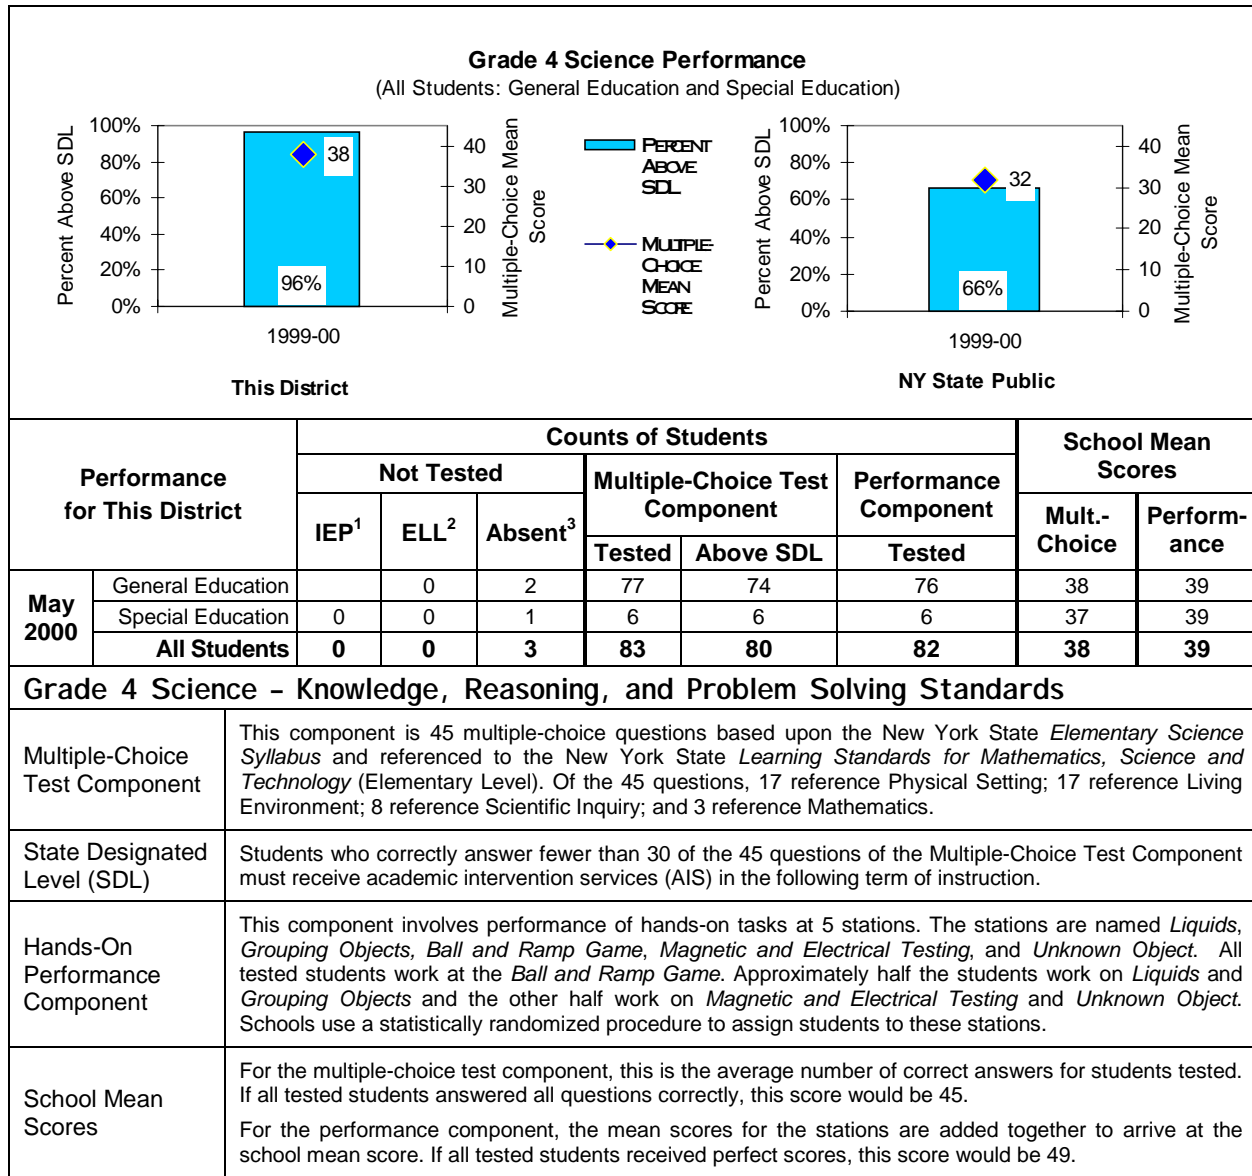 Grade 4 Science Performance
(All Students: General Education and Special Education)
Percent Above SDL
100%
80%
60%
40%
20%
0%
38
96%
40
30
20
10
0
Multiple-Choice Mean
Score
1999-00
This District
PERCENT
ABOVE
SDL
MULTIPLE-
CHOICE
MEAN
SCORE
Percent Above SDL
100%
80%
60%
40%
20%
0%
32
66%
40
30
20
10
0
Multiple-Choice Mean
Score
1999-00
NY State Public
Performance
for This District
Counts of Students
School Mean
Scores
Not Tested
Multiple-Choice Test
Component
Performance
Component
IEP1
ELL2
Absent3
Tested
Above SDL
Tested
Mult.-
Choice
Perform-
ance
May
2000
General Education 0 2 77 74 76 38 39
Special Education 0 0 1 6 6 6 37 39
All Students 0 0 3 83 80 82 38 39
Grade 4 Science – Knowledge, Reasoning, and Problem Solving Standards
Multiple-Choice
Test Component
This component is 45 multiple-choice questions based upon the New York State Elementary Science
Syllabus and referenced to the New York State Learning Standards for Mathematics, Science and
Technology (Elementary Level). Of the 45 questions, 17 reference Physical Setting; 17 reference Living
Environment; 8 reference Scientific Inquiry; and 3 reference Mathematics.
State Designated
Level (SDL)
Students who correctly answer fewer than 30 of the 45 questions of the Multiple-Choice Test Component
must receive academic intervention services (AIS) in the following term of instruction.
Hands-On
Performance
Component
This component involves performance of hands-on tasks at 5 stations. The stations are named Liquids,
Grouping Objects, Ball and Ramp Game, Magnetic and Electrical Testing, and Unknown Object. All
tested students work at the Ball and Ramp Game. Approximately half the students work on Liquids and
Grouping Objects and the other half work on Magnetic and Electrical Testing and Unknown Object.
Schools use a statistically randomized procedure to assign students to these stations.
School Mean
Scores
For the multiple-choice test component, this is the average number of correct answers for students tested.
If all tested students answered all questions correctly, this score would be 45.
For the performance component, the mean scores for the stations are added together to arrive at the
school mean score. If all tested students received perfect scores, this score would be 49.